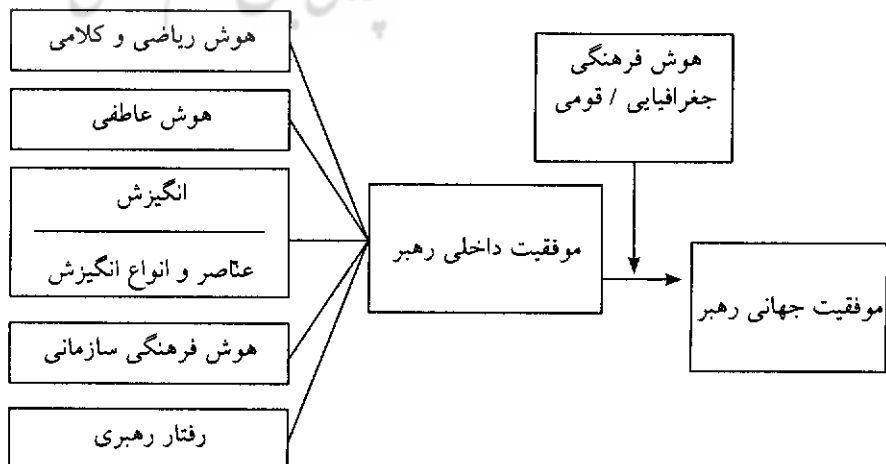 هوش ریاضی و کلامی
هوش عاطفی
انگیزش
عناصر و انواع انگیزش
هوش فرهنگی سازمانی
رفتار رهبری
موفقیت داخلی رهبر
هوش فرهنگی
جغرافیایی / قومی
موفقیت جهانی رهبر